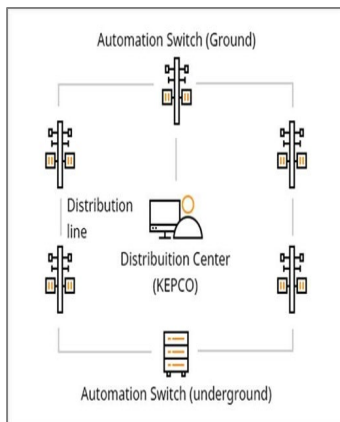 Automation Switch (Ground)
Distribution
line
Distribuition Center
(KEPCO)
Automation Switch (underground)